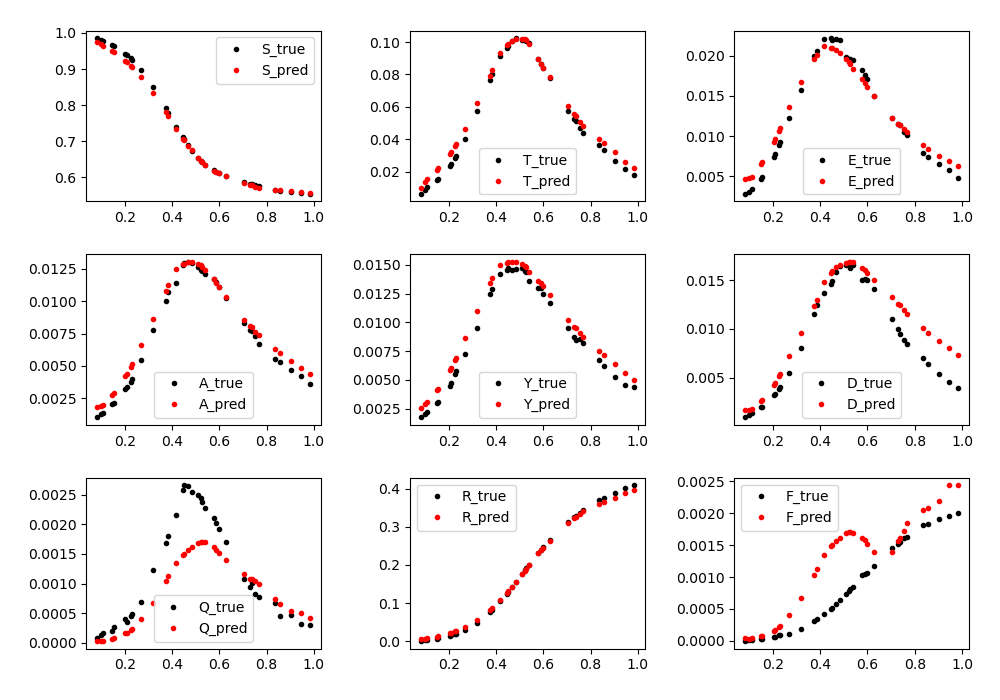 1.0
0.9
0.8
0.7
0.6
S_true
S_pred
0.2 0.4 0.6 0.8 1.0
0.10
0.08
0.06
0.04
0.02
T_true
T_pred
0.2 0.4 0.6 0.8 1.0
0.020
0.015
0.010
0.005
E_true
E_pred
0.2 0.4 0.6 0.8 1.0
0.0125
0.0100
0.0075
0.0050
0.0025
A_true
A_pred
0.2 0.4 0.6 0.8 1.0
0.0150
0.0125
0.0100
0.0075
0.0050
0.0025
Y_true
Y_pred
0.2 0.4 0.6 0.8 1.0
0.015
0.010
0.005
D_true
D_pred
0.2 0.4 0.6 0.8 1.0
0.0025
0.0020
0.0015
0.0010
0.0005
0.0000
Q_true
Q_pred
0.2 0.4 0.6 0.8 1.0
0.4
0.3
0.2
0.1
0.0
R_true
R_pred
0.2 0.4 0.6 0.8 1.0
0.0025
0.0020
0.0015
0.0010
0.0005
0.0000
F_true
F_pred
0.2 0.4 0.6 0.8 1.0